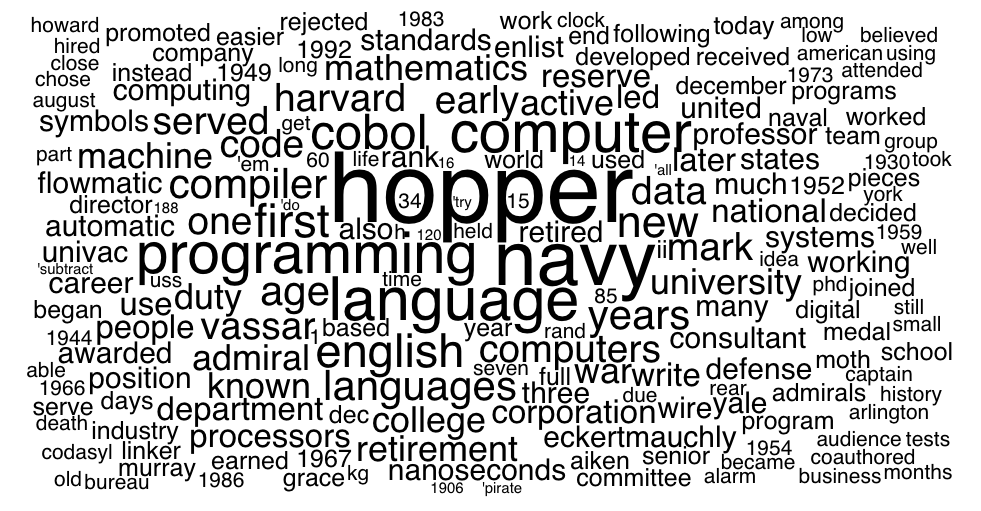 howard promoted easier rejected 1983 work clock end following today among low believed
hired company 1992 standards enlist developed received american using
close instead 1949 long mathematics reserve december 1973 attended
chose computing harvard early active led united programs
august symbols served get cobol computer professor naval worked team group
part machine code 'em 60 life rank 16 world 14 used 'all later states 1930 took
flowmatic compiler hopper 34 'try 15 data much 1952 pieces
director 188 'do york
automatic one first also h. 120 held retired new national decided
univac programming navy ii mark systems 1959 well
'subtract idea working
career uss time university phd joined
began use duty age language 85 years many digital still
1944 people vassar 1 based year rand consultant medal small
awarded admiral english computers school
able seven full war write defense moth captain
1966 position known languages three due rear yale admirals history
serve days department dec college corporation wire program arlington
death industry processors retirement eckertmauchly 1954 audience tests
codasyl linker murray earned 1967 kg nanoseconds aiken senior became coauthored
old bureau 1986 grace committee alarm business months
1906 'pirate